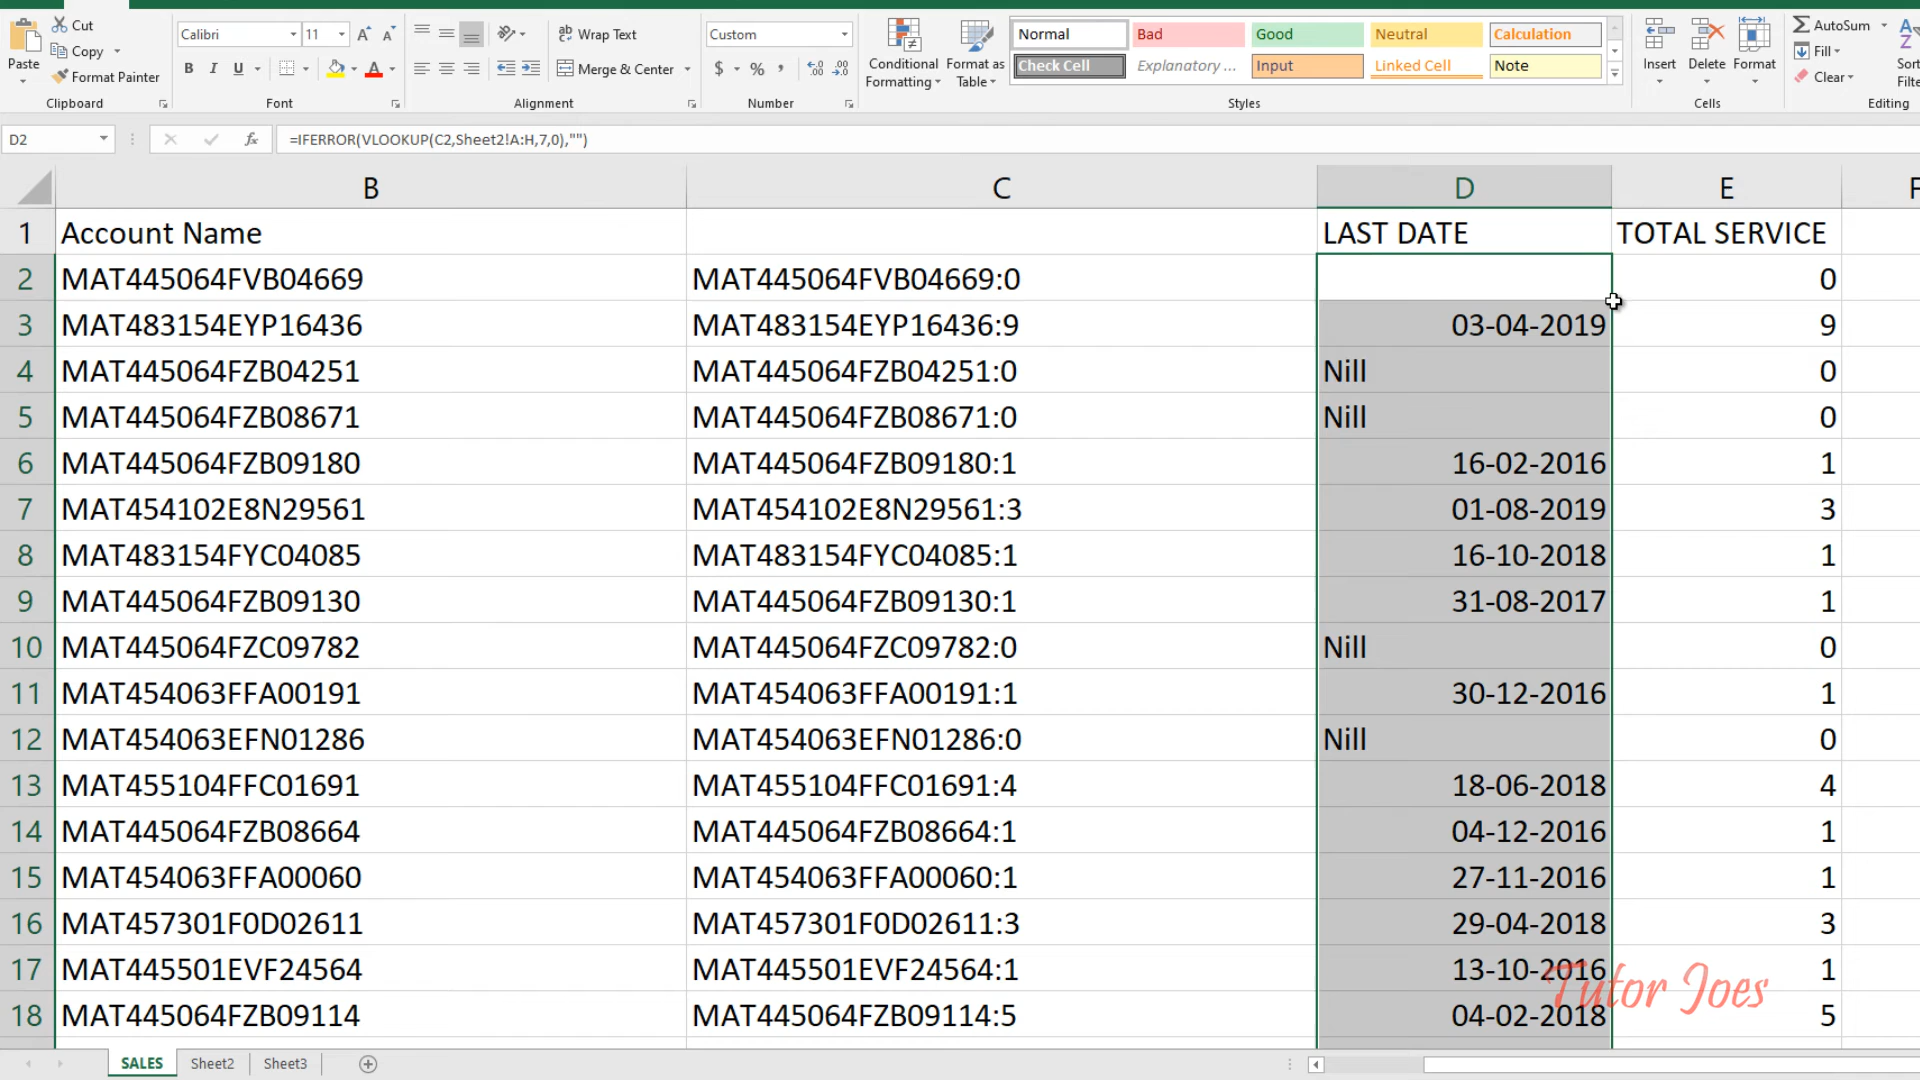 Cut
Copy
Format Painter
Paste
Clipboard
Calibri
11
A A
B I U
A
Font
ab Wrap Text
Merge & Center
Alignment
Custom
$ % ,
Number
Conditional Formatting
Format as Table
Normal Bad Good Neutral Calculation
Check Cell Explanatory ... Input Linked Cell Note
Styles
Insert Delete Format
Cells
AutoSum
Fill
Clear
Sort
Filte
Editing
D2
fx
=IFERROR(VLOOKUP(C2,Sheet2!A:H,7,0),"")
B C D E F
1 Account Name LAST DATE TOTAL SERVICE
2 MAT445064FVB04669 MAT445064FVB04669:0 0
3 MAT483154EYP16436 MAT483154EYP16436:9 03-04-2019 9
4 MAT445064FZB04251 MAT445064FZB04251:0 Nill 0
5 MAT445064FZB08671 MAT445064FZB08671:0 Nill 0
6 MAT445064FZB09180 MAT445064FZB09180:1 16-02-2016 1
7 MAT454102E8N29561 MAT454102E8N29561:3 01-08-2019 3
8 MAT483154FYC04085 MAT483154FYC04085:1 16-10-2018 1
9 MAT445064FZB09130 MAT445064FZB09130:1 31-08-2017 1
10 MAT445064FZC09782 MAT445064FZC09782:0 Nill 0
11 MAT454063FFA00191 MAT454063FFA00191:1 30-12-2016 1
12 MAT454063EFN01286 MAT454063EFN01286:0 Nill 0
13 MAT455104FFC01691 MAT455104FFC01691:4 18-06-2018 4
14 MAT445064FZB08664 MAT445064FZB08664:1 04-12-2016 1
15 MAT454063FFA00060 MAT454063FFA00060:1 27-11-2016 1
16 MAT457301F0D02611 MAT457301F0D02611:3 29-04-2018 3
17 MAT445501EVF24564 MAT445501EVF24564:1 13-10-2016 1
18 MAT445064FZB09114 MAT445064FZB09114:5 04-02-2018 5
Tutor Joes
SALES Sheet2 Sheet3